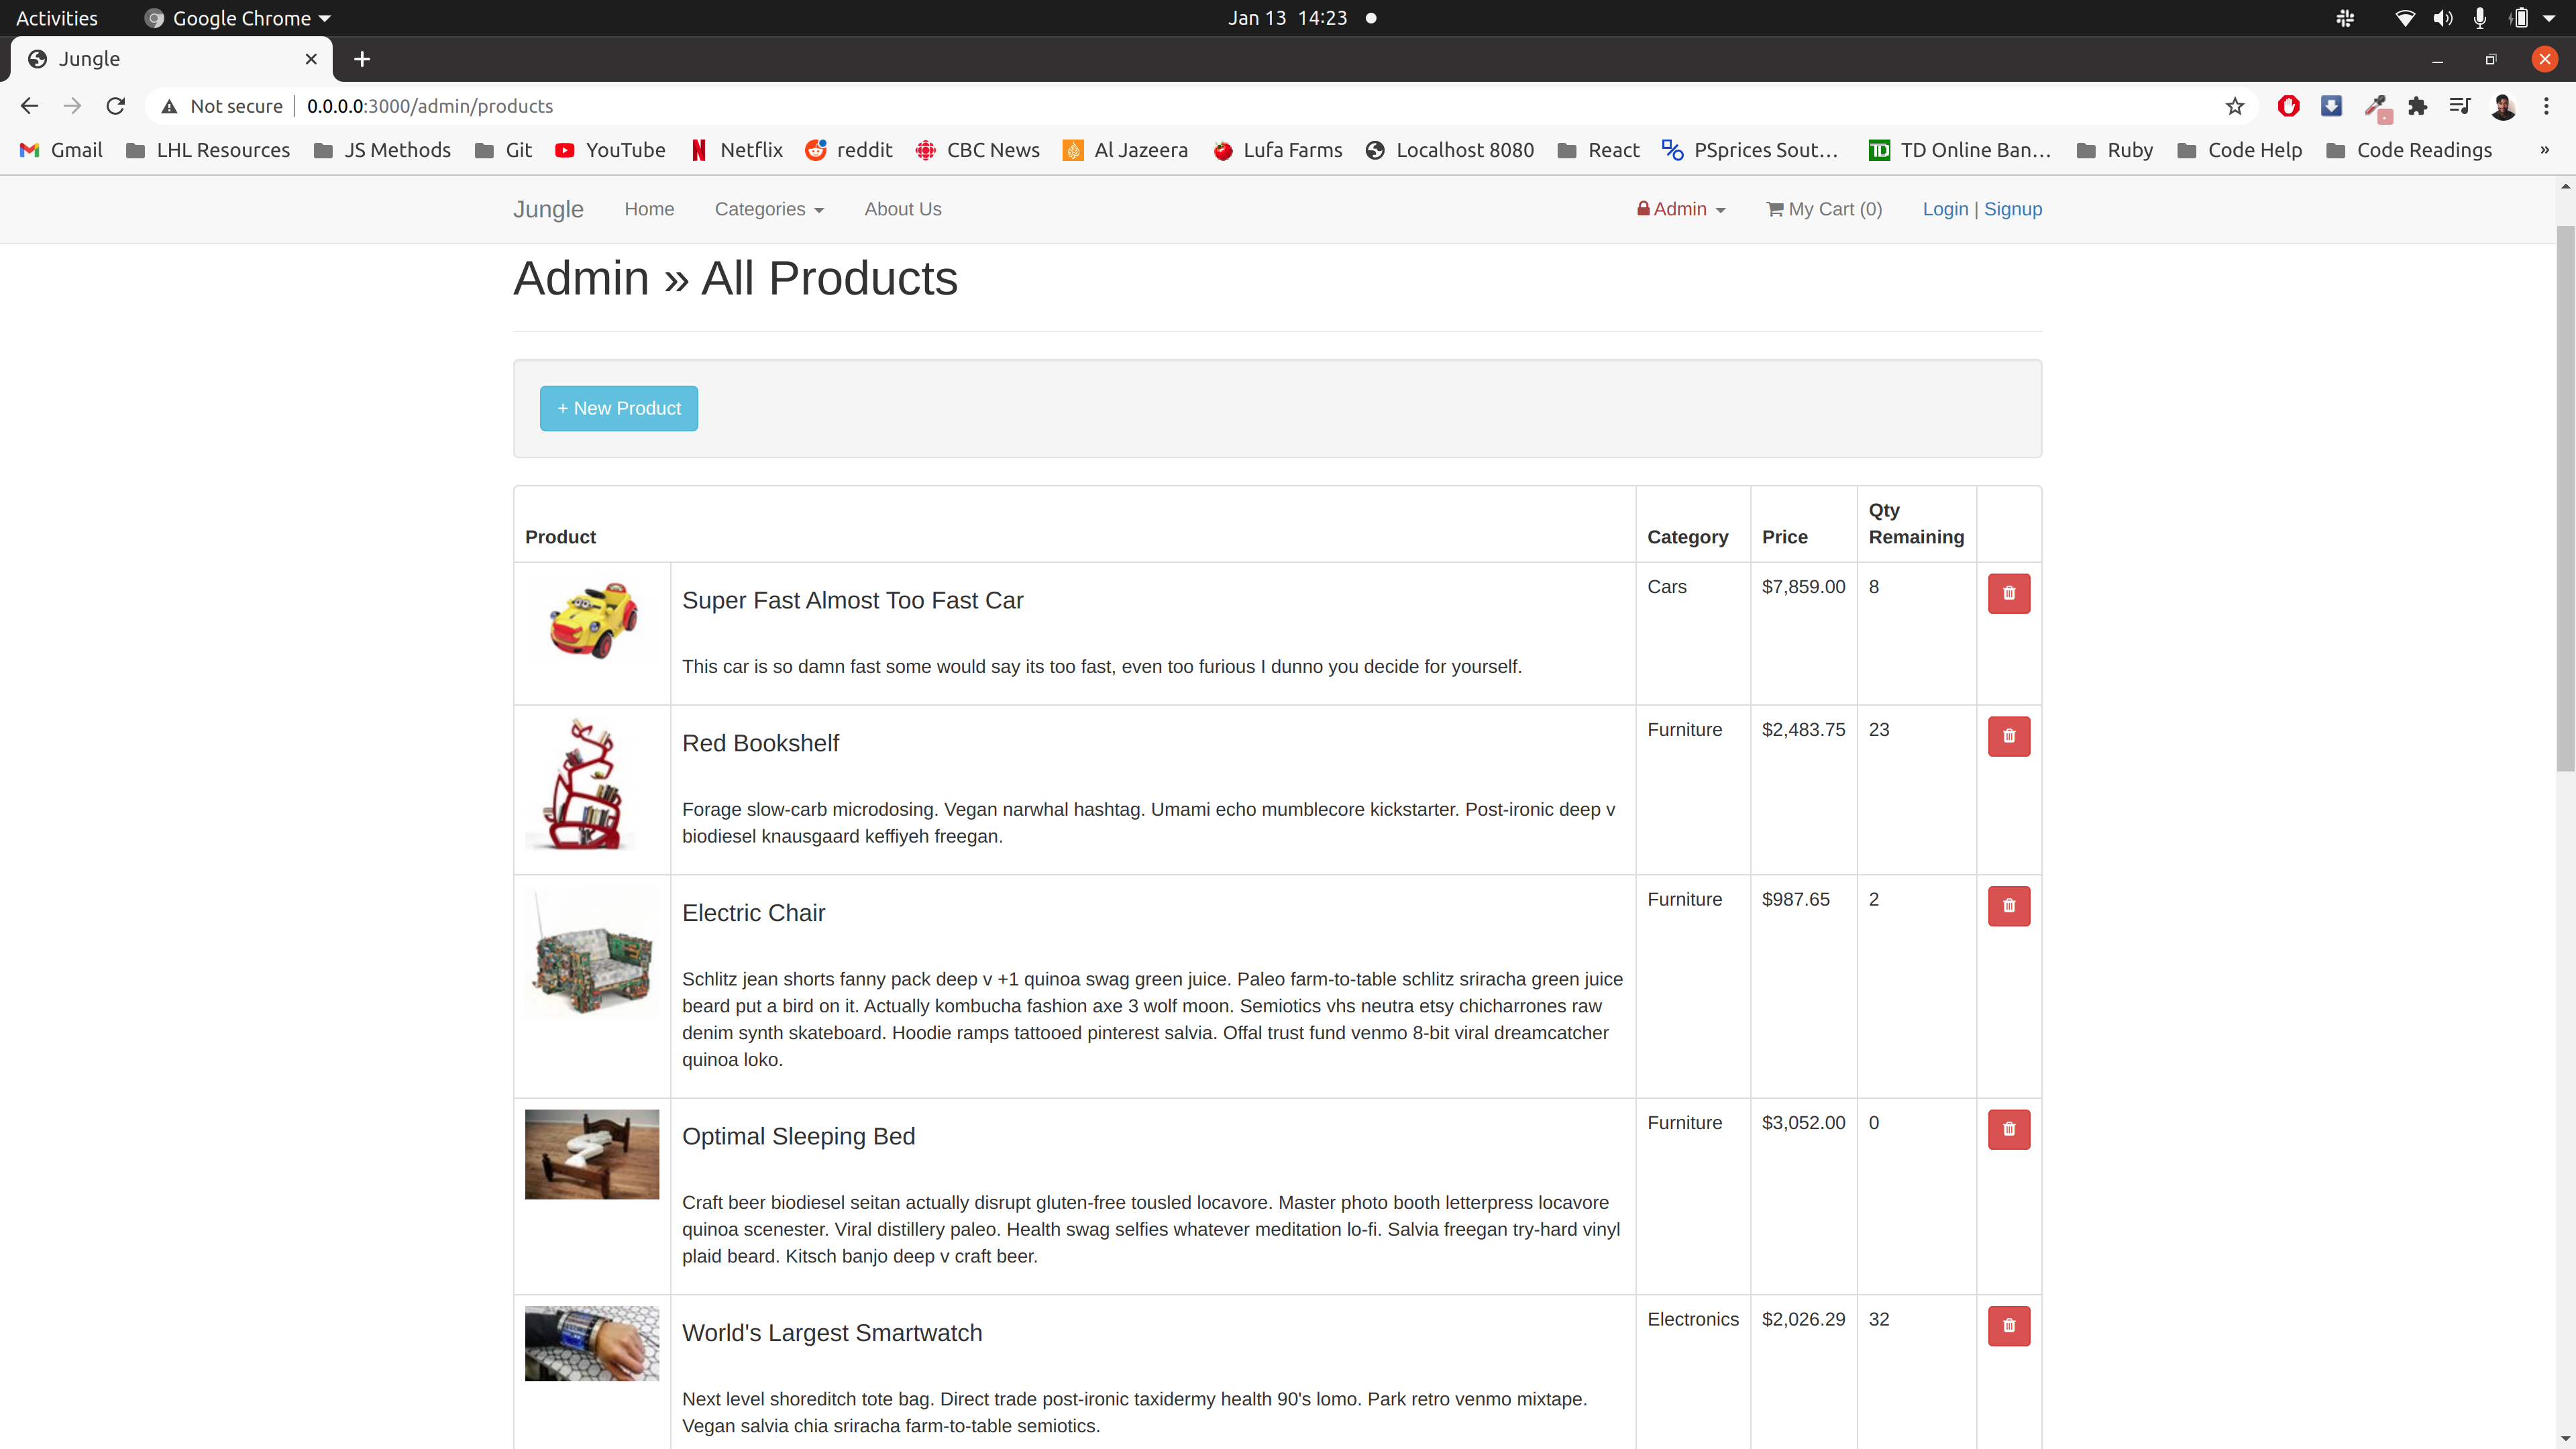 Activities
Google Chrome
Jan 13 14:23
Jungle
Not secure
0.0.0.0:3000/admin/products
Gmail
LHL Resources
JS Methods
Git
YouTube
Netflix
reddit
CBC News
Al Jazeera
Lufa Farms
Localhost 8080
React
PSprices Sout…
TD Online Ban…
Ruby
Code Help
Code Readings
»
Jungle
Home
Categories
About Us
Admin
My Cart (0)
Login | Signup
Admin » All Products
+ New Product
Product
Category
Price
Qty
Remaining
Super Fast Almost Too Fast Car
Cars
$7,859.00
8
This car is so damn fast some would say its too fast, even too furious I dunno you decide for yourself.
Red Bookshelf
Furniture
$2,483.75
23
Forage slow-carb microdosing. Vegan narwhal hashtag. Umami echo mumblecore kickstarter. Post-ironic deep v
biodiesel knausgaard keffiyeh freegan.
Electric Chair
Furniture
$987.65
2
Schlitz jean shorts fanny pack deep v +1 quinoa swag green juice. Paleo farm-to-table schlitz sriracha green juice
beard put a bird on it. Actually kombucha fashion axe 3 wolf moon. Semiotics vhs neutra etsy chicharrones raw
denim synth skateboard. Hoodie ramps tattooed pinterest salvia. Offal trust fund venmo 8-bit viral dreamcatcher
quinoa loko.
Optimal Sleeping Bed
Furniture
$3,052.00
0
Craft beer biodiesel seitan actually disrupt gluten-free tousled locavore. Master photo booth letterpress locavore
quinoa scenester. Viral distillery paleo. Health swag selfies whatever meditation lo-fi. Salvia freegan try-hard vinyl
plaid beard. Kitsch banjo deep v craft beer.
World's Largest Smartwatch
Electronics
$2,026.29
32
Next level shoreditch tote bag. Direct trade post-ironic taxidermy health 90's lomo. Park retro venmo mixtape.
Vegan salvia chia sriracha farm-to-table semiotics.